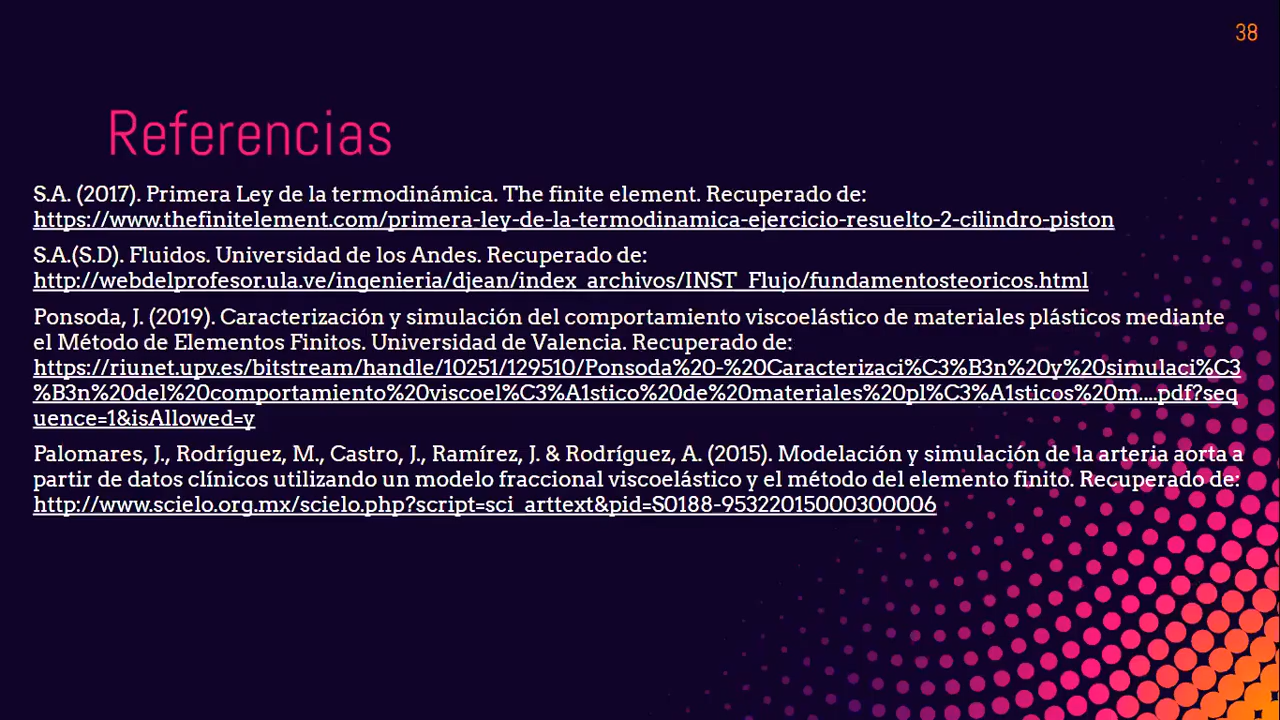 38
Referencias
S.A. (2017). Primera Ley de la termodinámica. The finite element. Recuperado de:
https://www.thefinitelement.com/primera-ley-de-la-termodinamica-ejercicio-resuelto-2-cilindro-piston
S.A.(S.D). Fluidos. Universidad de los Andes. Recuperado de:
http://webdelprofesor.ula.ve/ingenieria/djean/index_archivos/INST_Flujo/fundamentosteoricos.html
Ponsoda, J. (2019). Caracterización y simulación del comportamiento viscoelástico de materiales plásticos mediante
el Método de Elementos Finitos. Universidad de Valencia. Recuperado de:
https://riunet.upv.es/bitstream/handle/10251/129510/Ponsoda%20-%20Caracterizaci%C3%B3n%20y%20simulaci%C3
%B3n%20del%20comportamiento%20viscoel%C3%A1stico%20de%20materiales%20pl%C3%A1sticos%20m....pdf?seq
uence=1&isAllowed=y
Palomares, J., Rodríguez, M., Castro, J., Ramírez, J. & Rodríguez, A. (2015). Modelación y simulación de la arteria aorta a
partir de datos clínicos utilizando un modelo fraccional viscoelástico y el método del elemento finito. Recuperado de:
http://www.scielo.org.mx/scielo.php?script=sci_arttext&pid=S0188-95322015000300006